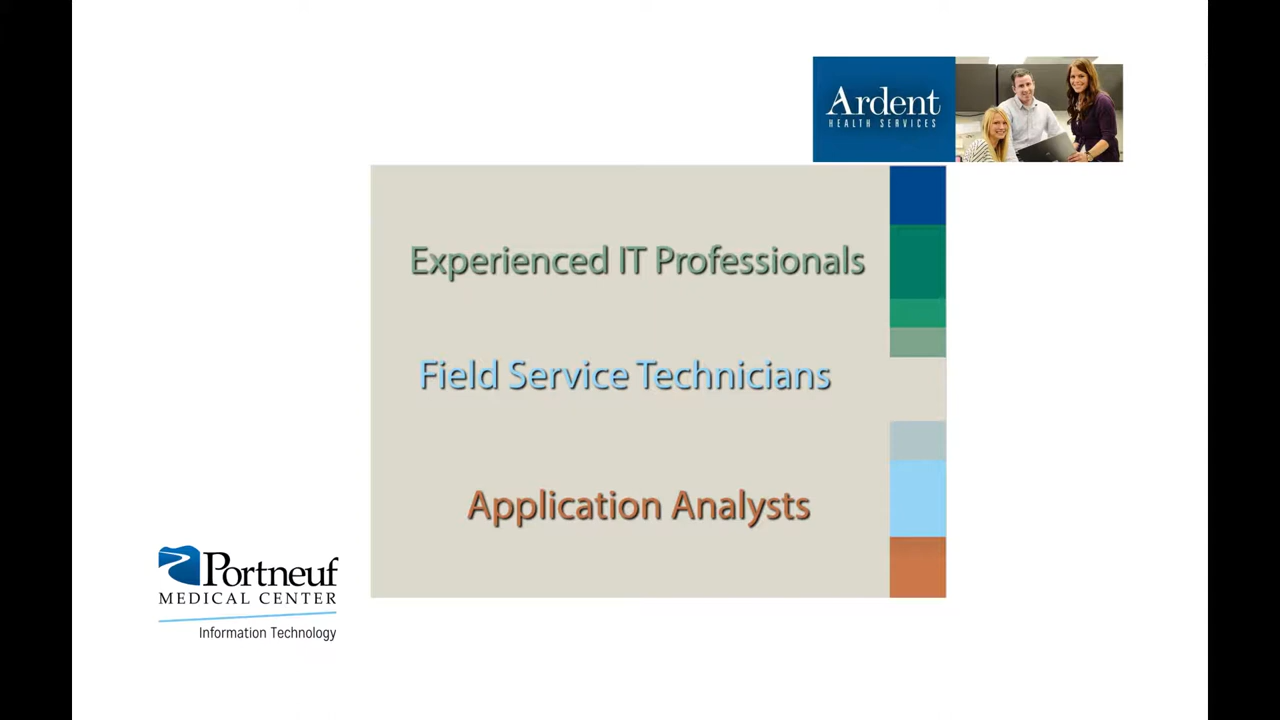 Ardent
HEALTH SERVICES
Experienced IT Professionals
Field Service Technicians
Application Analysts
Portneuf
MEDICAL CENTER
Information Technology